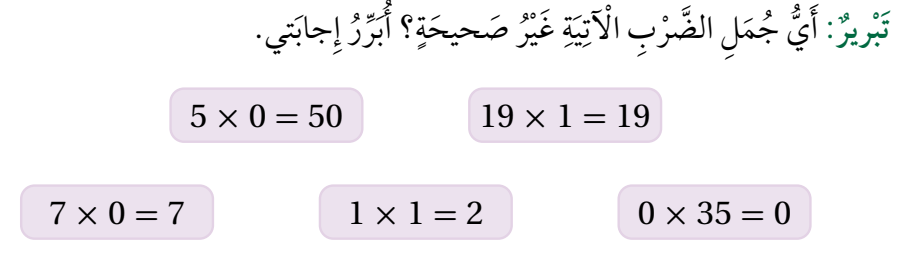 تَبْريرٌ: أَيُّ جُمَلِ الضَّرْبِ الْآتِيَةِ غَيْرُ صَحيحَةٍ؟ أُبَرِّرُ إِجابَتي.
5 × 0 = 50 19 × 1 = 19
7 × 0 = 7 1 × 1 = 2 0 × 35 = 0